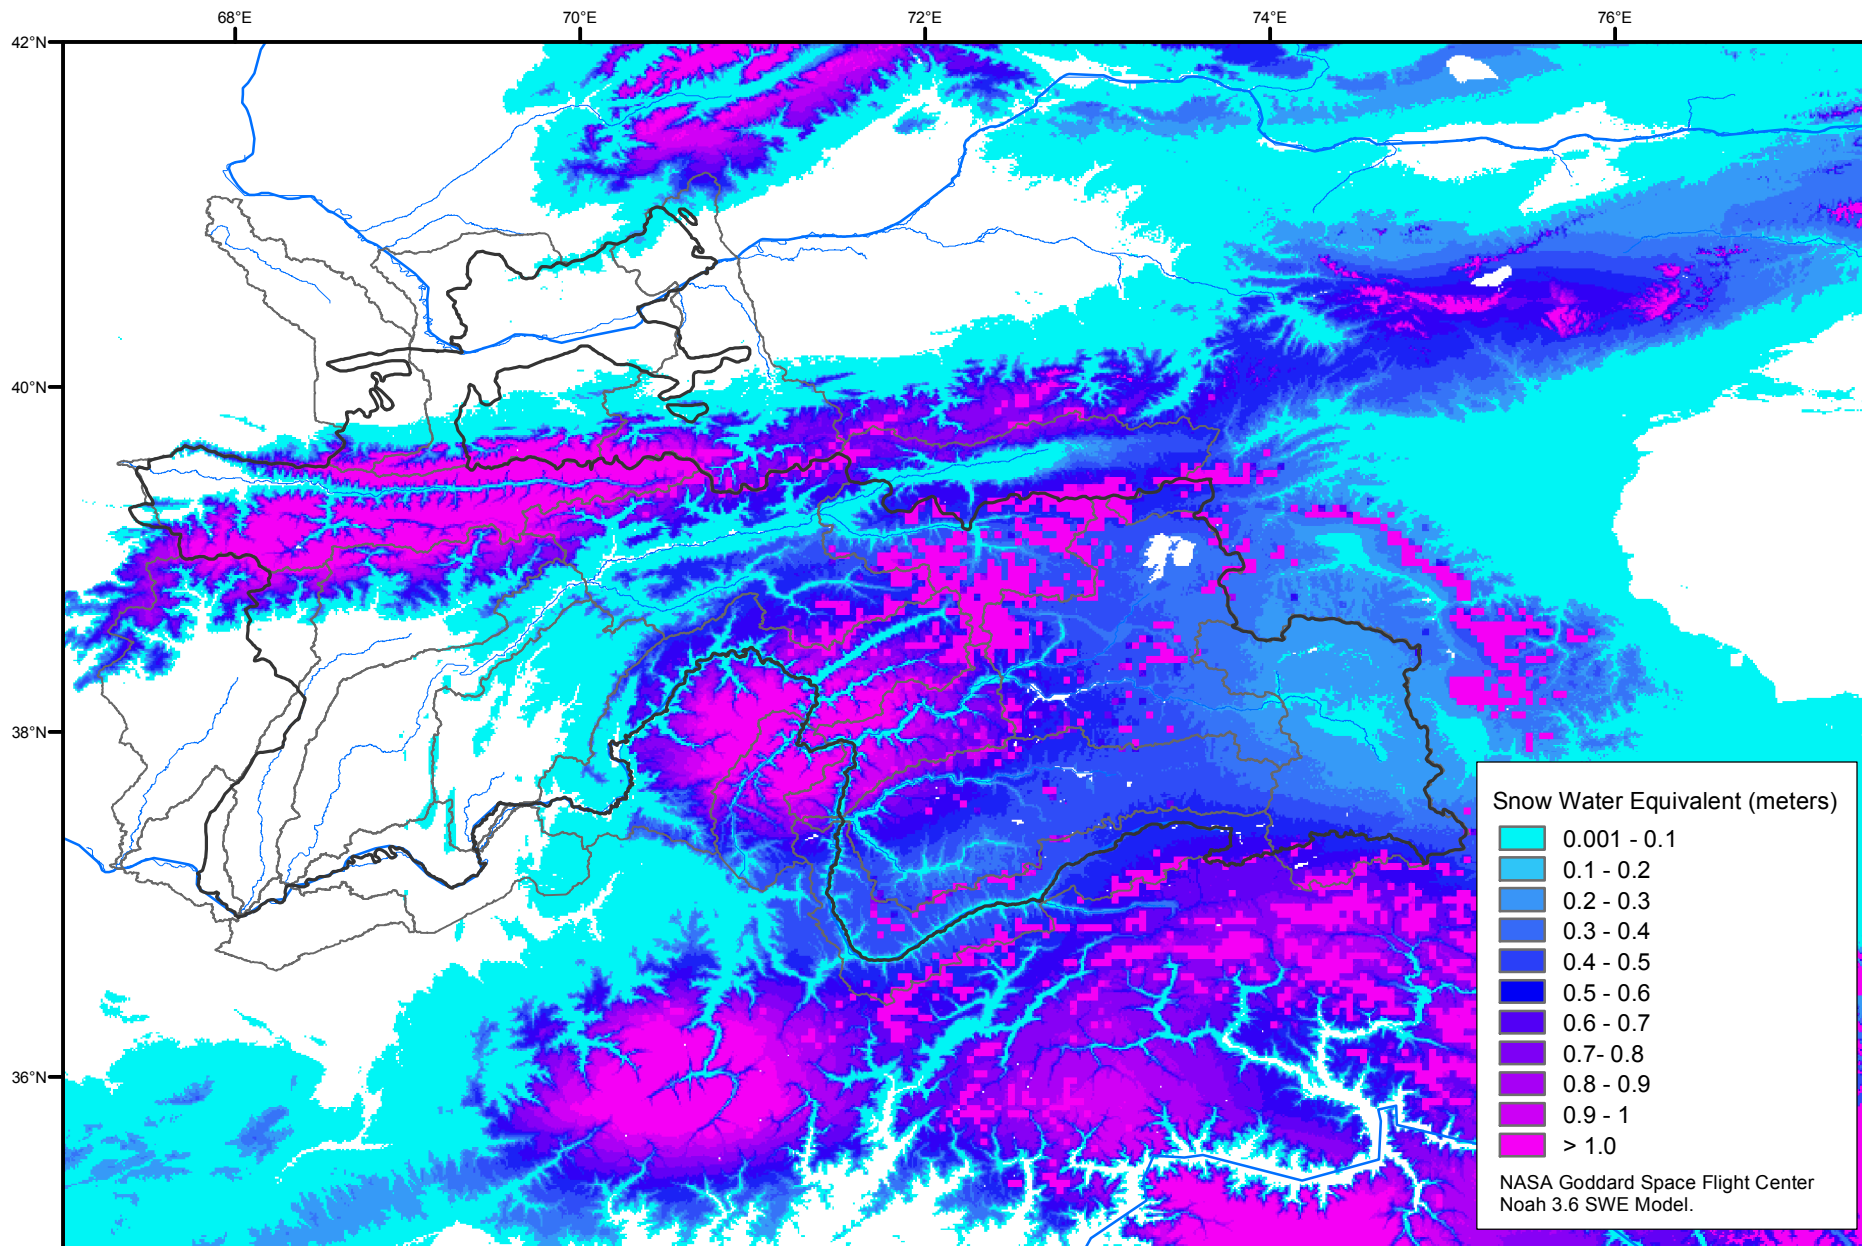 68°E 70°E 72°E 74°E 76°E
42°N
40°N
38°N
36°N
Snow Water Equivalent (meters)
0.001 - 0.1
0.1 - 0.2
0.2 - 0.3
0.3 - 0.4
0.4 - 0.5
0.5 - 0.6
0.6 - 0.7
0.7- 0.8
0.8 - 0.9
0.9 - 1
> 1.0
NASA Goddard Space Flight Center
Noah 3.6 SWE Model.